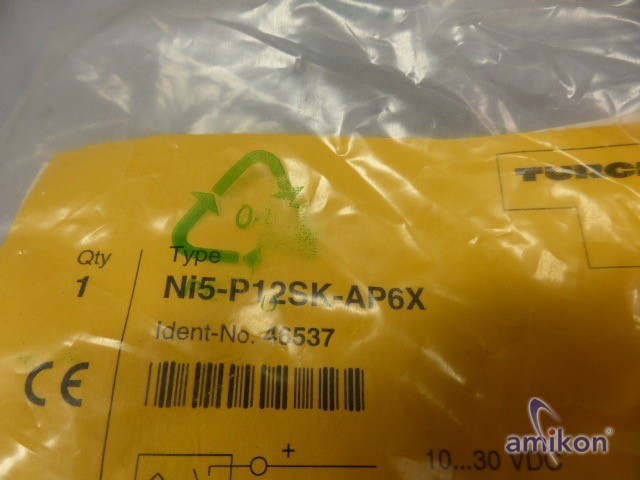 Qty
1
Type
Ni5-P12SK-AP6X
Ident-No. 46537
CE
+
10...30 VDC
amikon®